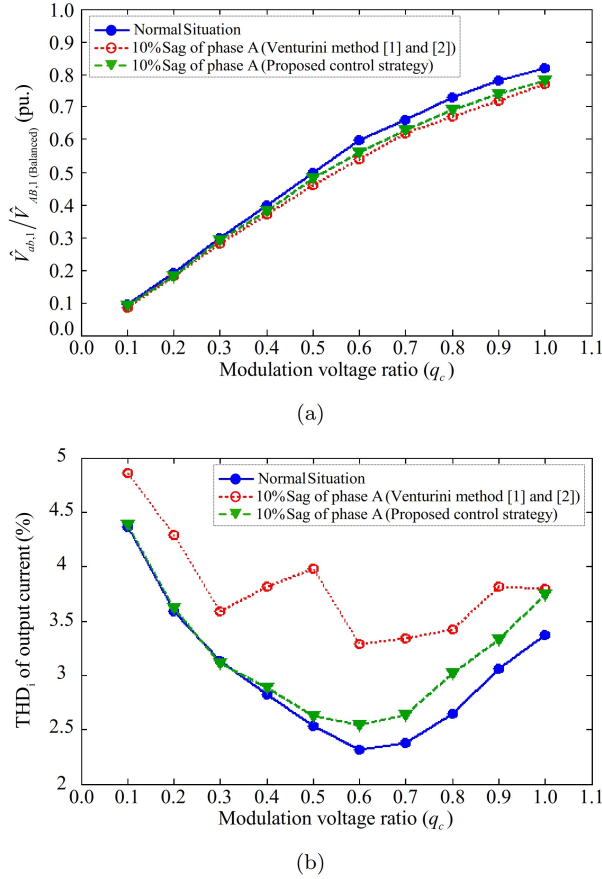 Normal Situation
10% Sag of phase A (Venturini method [1] and [2])
10% Sag of phase A (Proposed control strategy)
V̂ab,1/V̂AB,1 (Balanced) (pu.)
0.9
0.8
0.7
0.6
0.5
0.4
0.3
0.2
0.1
0.0
0.1 0.2 0.3 0.4 0.5 0.6 0.7 0.8 0.9 1.0 1.1
Modulation voltage ratio (qc)
(a)
Normal Situation
10% Sag of phase A (Venturini method [1] and [2])
10% Sag of phase A (Proposed control strategy)
THDi of output current (%)
5
4.5
4
3.5
3
2.5
2
0.1 0.2 0.3 0.4 0.5 0.6 0.7 0.8 0.9 1.0 1.1
Modulation voltage ratio (qc)
(b)